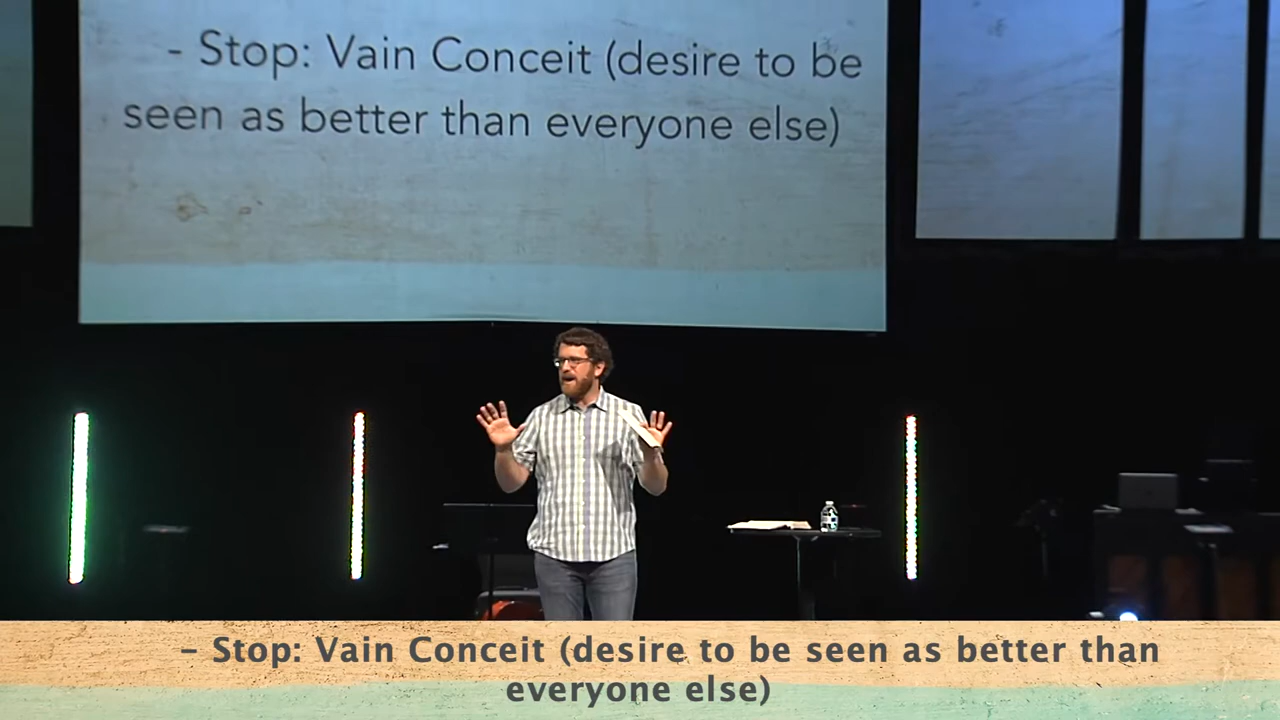 - Stop: Vain Conceit (desire to be
seen as better than everyone else)
- Stop: Vain Conceit (desire to be seen as better than
everyone else)